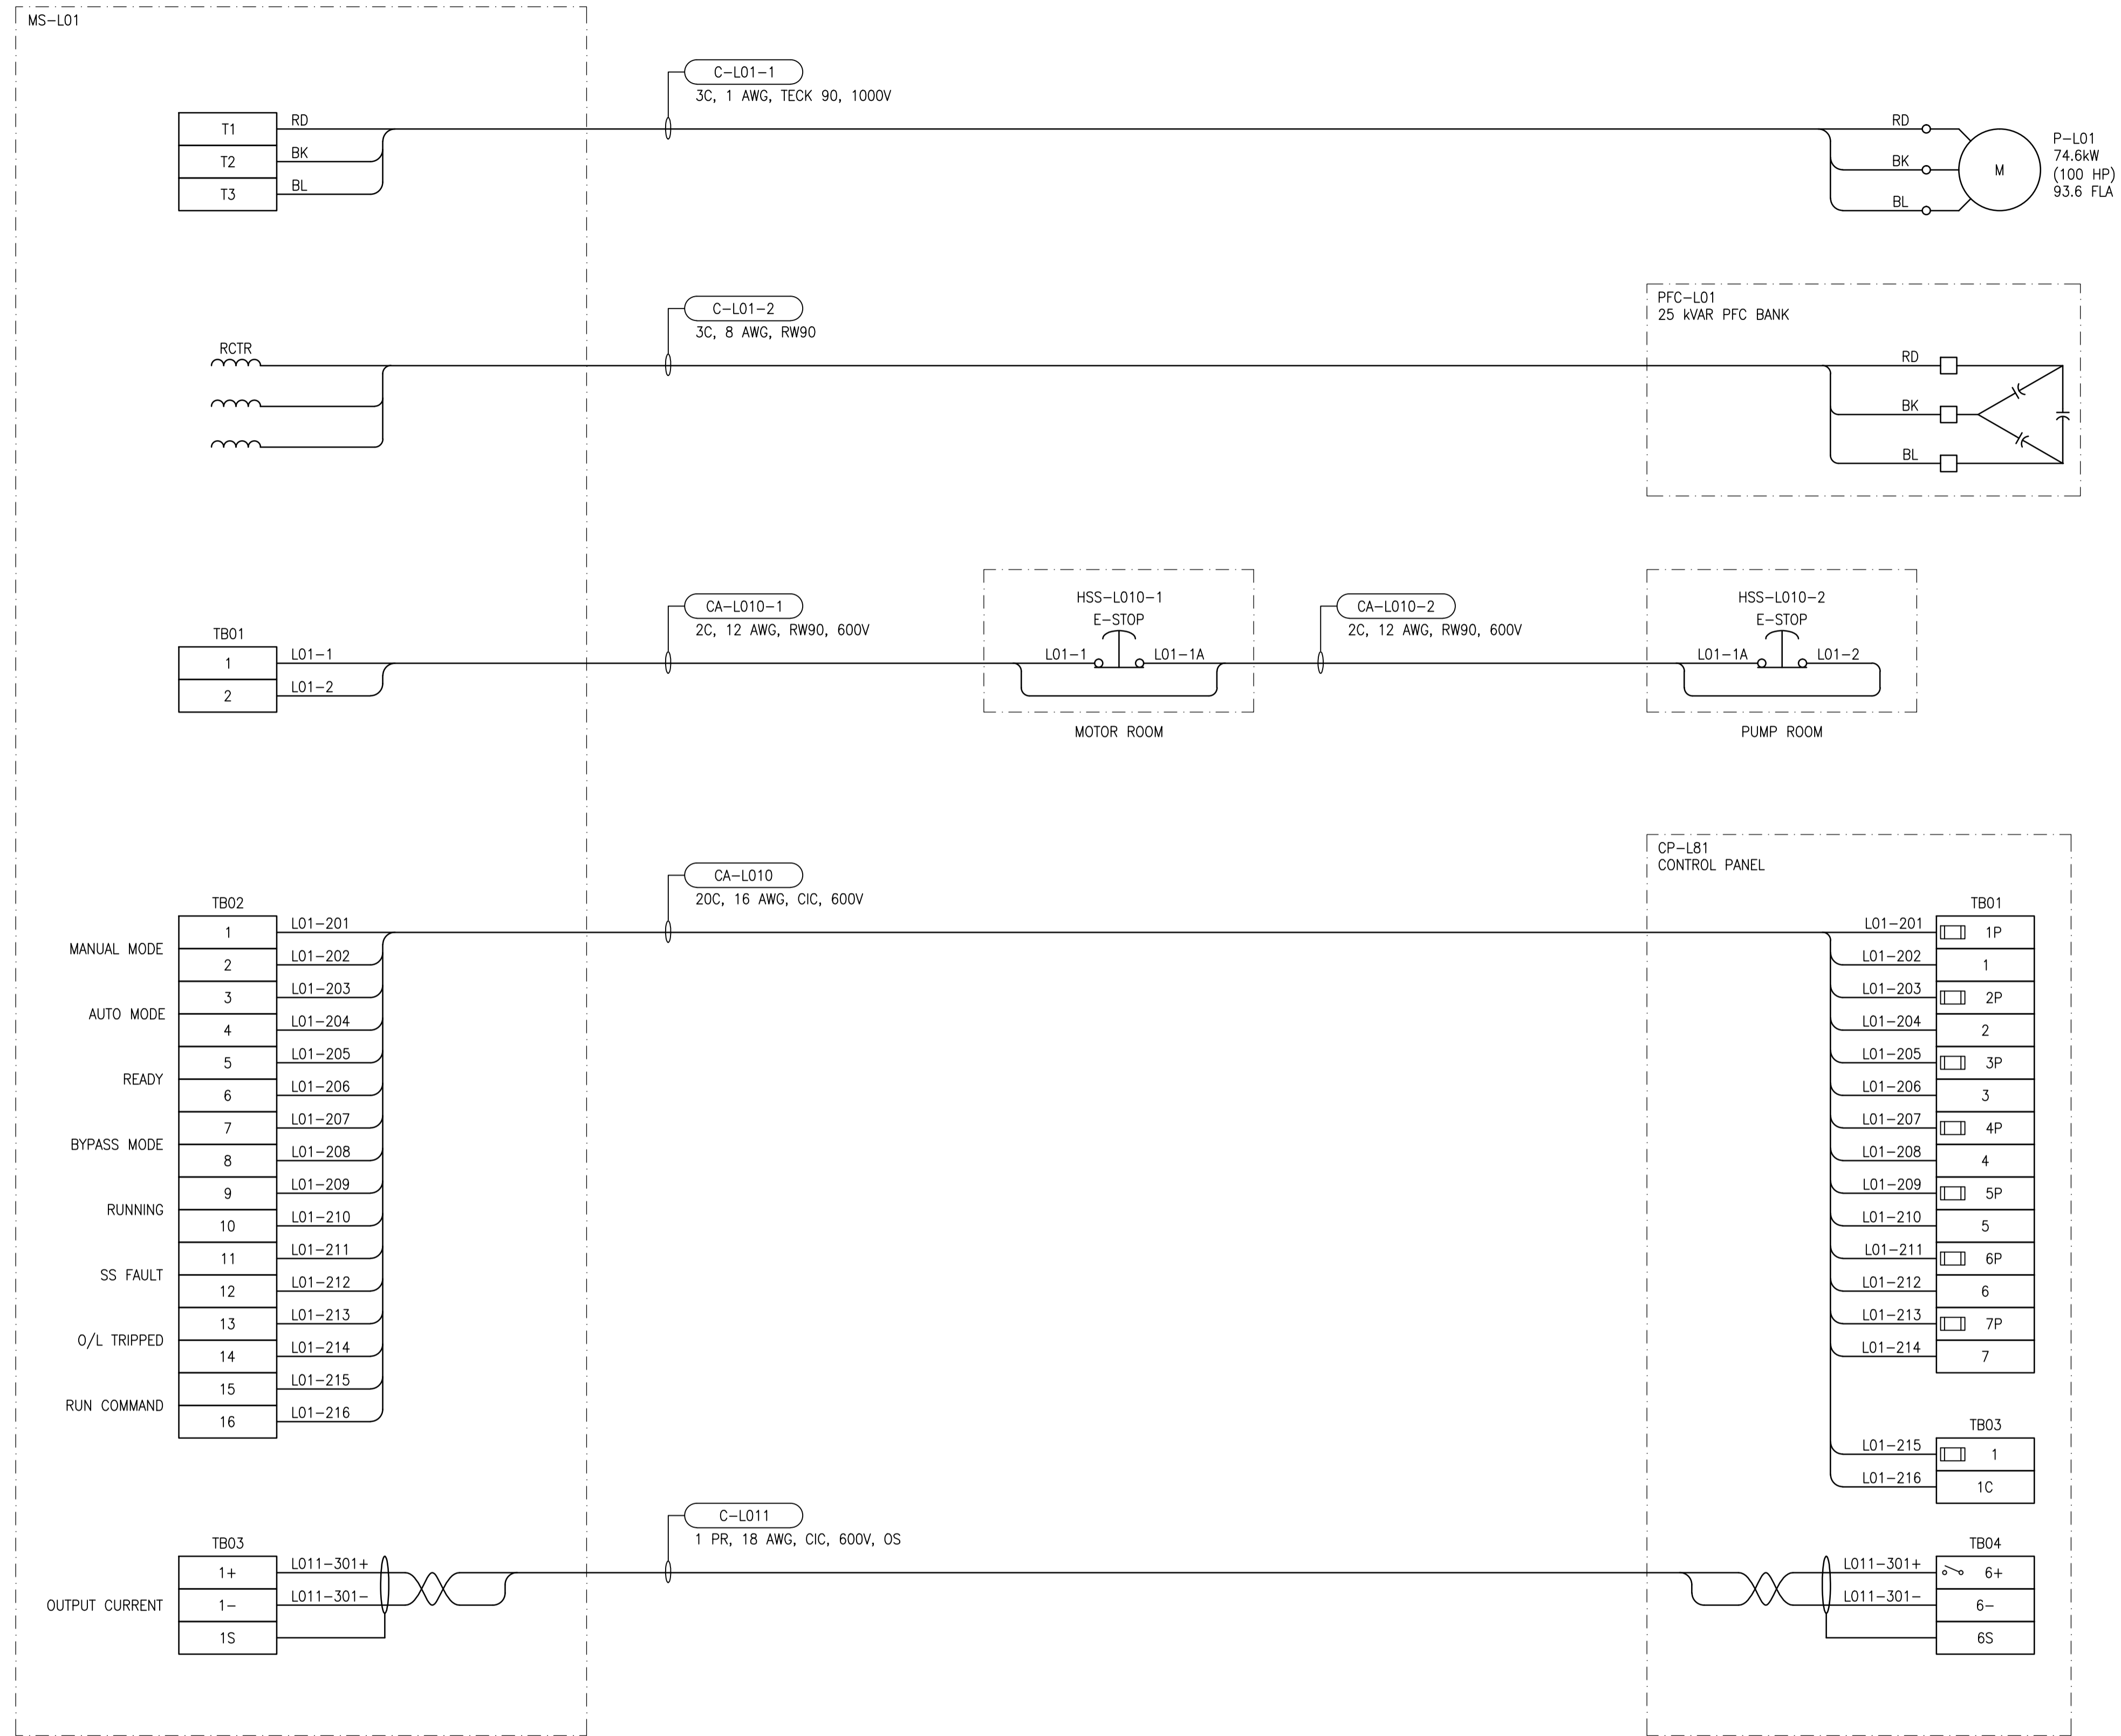 MS-L01
C-L01-1
3C, 1 AWG, TECK 90, 1000V
T1
RD
T2
BK
T3
BL
RD
BK
BL
M
P-L01
74.6kW
(100 HP)
93.6 FLA
C-L01-2
3C, 8 AWG, RW90
RCTR
PFC-L01
25 kVAR PFC BANK
RD
BK
BL
CA-L010-1
2C, 12 AWG, RW90, 600V
TB01
1
L01-1
2
L01-2
HSS-L010-1
E-STOP
L01-1
L01-1A
MOTOR ROOM
CA-L010-2
2C, 12 AWG, RW90, 600V
HSS-L010-2
E-STOP
L01-1A
L01-2
PUMP ROOM
CA-L010
20C, 16 AWG, CIC, 600V
TB02
MANUAL MODE
1
L01-201
2
L01-202
AUTO MODE
3
L01-203
4
L01-204
READY
5
L01-205
6
L01-206
BYPASS MODE
7
L01-207
8
L01-208
RUNNING
9
L01-209
10
L01-210
SS FAULT
11
L01-211
12
L01-212
O/L TRIPPED
13
L01-213
14
L01-214
RUN COMMAND
15
L01-215
16
L01-216
CP-L81
CONTROL PANEL
TB01
L01-201
1P
L01-202
1
L01-203
2P
L01-204
2
L01-205
3P
L01-206
3
L01-207
4P
L01-208
4
L01-209
5P
L01-210
5
L01-211
6P
L01-212
6
L01-213
7P
L01-214
7
TB03
L01-215
1
L01-216
1C
C-L011
1 PR, 18 AWG, CIC, 600V, OS
TB03
OUTPUT CURRENT
1+
L011-301+
1-
L011-301-
1S
TB04
L011-301+
6+
L011-301-
6-
6S